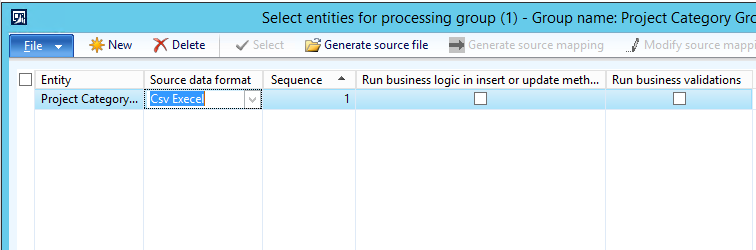 Select entities for processing group (1) - Group name: Project Category Gro
File New Delete Select Generate source file Generate source mapping Modify source mappi
Entity Source data format Sequence Run business logic in insert or update meth... Run business validations
Project Category... Csv Execel 1